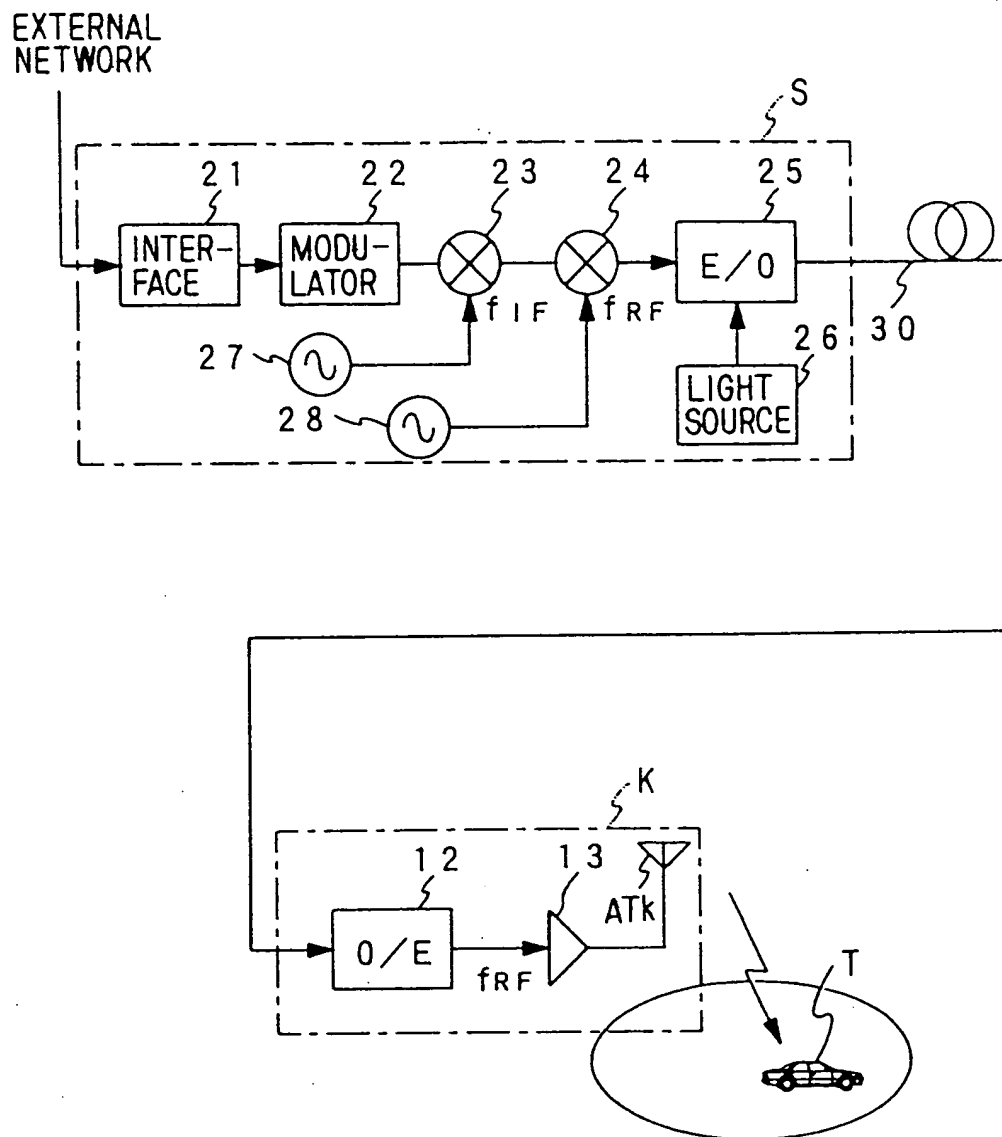 EXTERNAL
NETWORK
S
21
22
23
24
25
INTER-
FACE
MODU-
LATOR
E/O
fIF
fRF
30
27
26
28
LIGHT
SOURCE
K
12
13
ATk
O/E
fRF
T